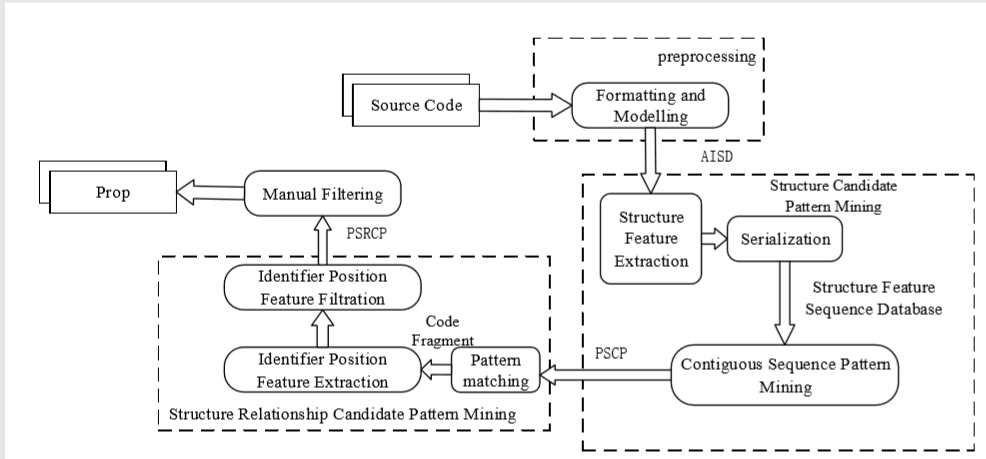 preprocessing
Source Code
Formatting and
Modelling
AISD
Structure Candidate
Pattern Mining
Structure
Feature
Extraction
Serialization
Structure Feature
Sequence Database
Contiguous Sequence Pattern
Mining
PSCP
Pattern
matching
Code
Fragment
Identifier Position
Feature Extraction
Identifier Position
Feature Filtration
Structure Relationship Candidate Pattern Mining
PSRCP
Manual Filtering
Prop